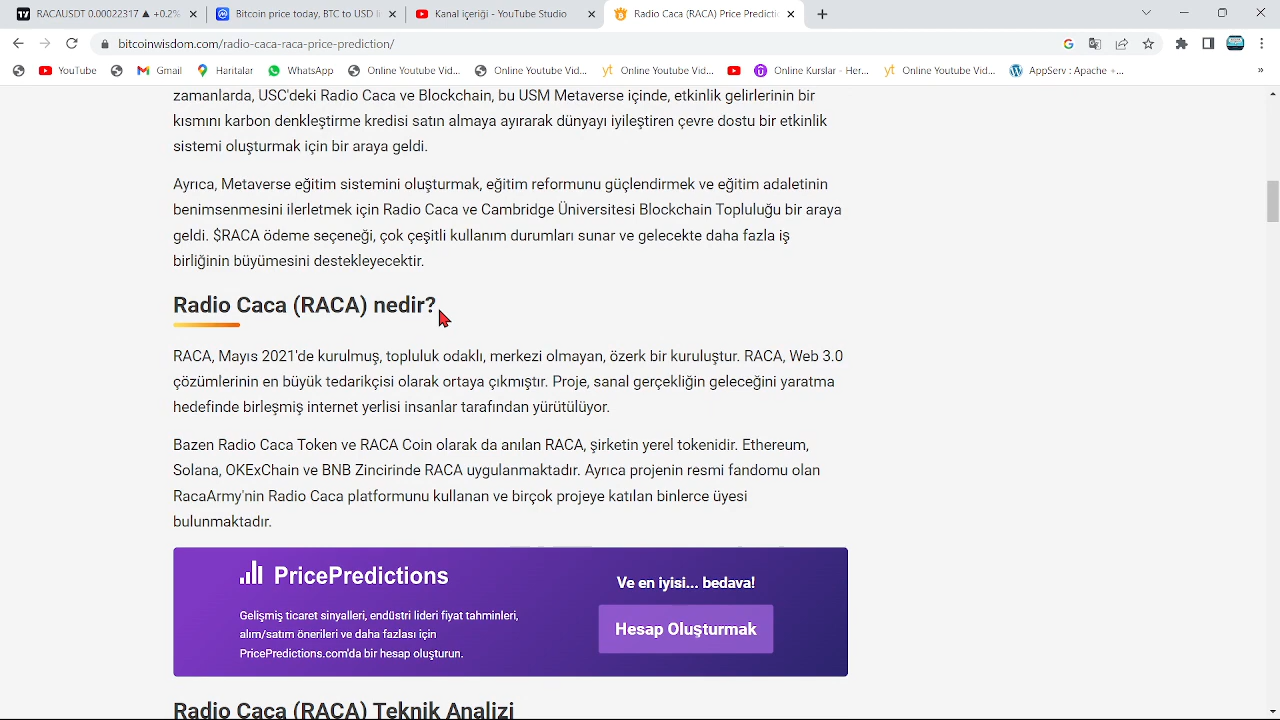 RACAUSDT 0.00022317 ▲ +0.2%
Bitcoin price today, BTC to USD li
Kanal içeriği - YouTube Studio
Radio Caca (RACA) Price Predictio
bitcoinwisdom.com/radio-caca-raca-price-prediction/
YouTube
Gmail
Haritalar
WhatsApp
Online Youtube Vid...
Online Youtube Vid...
Online Youtube Vid...
Online Kurslar - Her...
Online Youtube Vid...
AppServ : Apache +...
»
zamanlarda, USC'deki Radio Caca ve Blockchain, bu USM Metaverse içinde, etkinlik gelirlerinin bir
kısmını karbon denkleştirme kredisi satın almaya ayırarak dünyayı iyileştiren çevre dostu bir etkinlik
sistemi oluşturmak için bir araya geldi.
Ayrıca, Metaverse eğitim sistemini oluşturmak, eğitim reformunu güçlendirmek ve eğitim adaletinin
benimsenmesini ilerletmek için Radio Caca ve Cambridge Üniversitesi Blockchain Topluluğu bir araya
geldi. $RACA ödeme seçeneği, çok çeşitli kullanım durumları sunar ve gelecekte daha fazla iş
birliğinin büyümesini destekleyecektir.
Radio Caca (RACA) nedir?
RACA, Mayıs 2021'de kurulmuş, topluluk odaklı, merkezi olmayan, özerk bir kuruluştur. RACA, Web 3.0
çözümlerinin en büyük tedarikçisi olarak ortaya çıkmıştır. Proje, sanal gerçekliğin geleceğini yaratma
hedefinde birleşmiş internet yerlisi insanlar tarafından yürütülüyor.
Bazen Radio Caca Token ve RACA Coin olarak da anılan RACA, şirketin yerel tokenidir. Ethereum,
Solana, OKExChain ve BNB Zincirinde RACA uygulanmaktadır. Ayrıca projenin resmi fandomu olan
RacaArmy'nin Radio Caca platformunu kullanan ve birçok projeye katılan binlerce üyesi
bulunmaktadır.
PricePredictions
Gelişmiş ticaret sinyalleri, endüstri lideri fiyat tahminleri,
alım/satım önerileri ve daha fazlası için
PricePredictions.com'da bir hesap oluşturun.
Ve en iyisi... bedava!
Hesap Oluşturmak
Radio Caca (RACA) Teknik Analizi